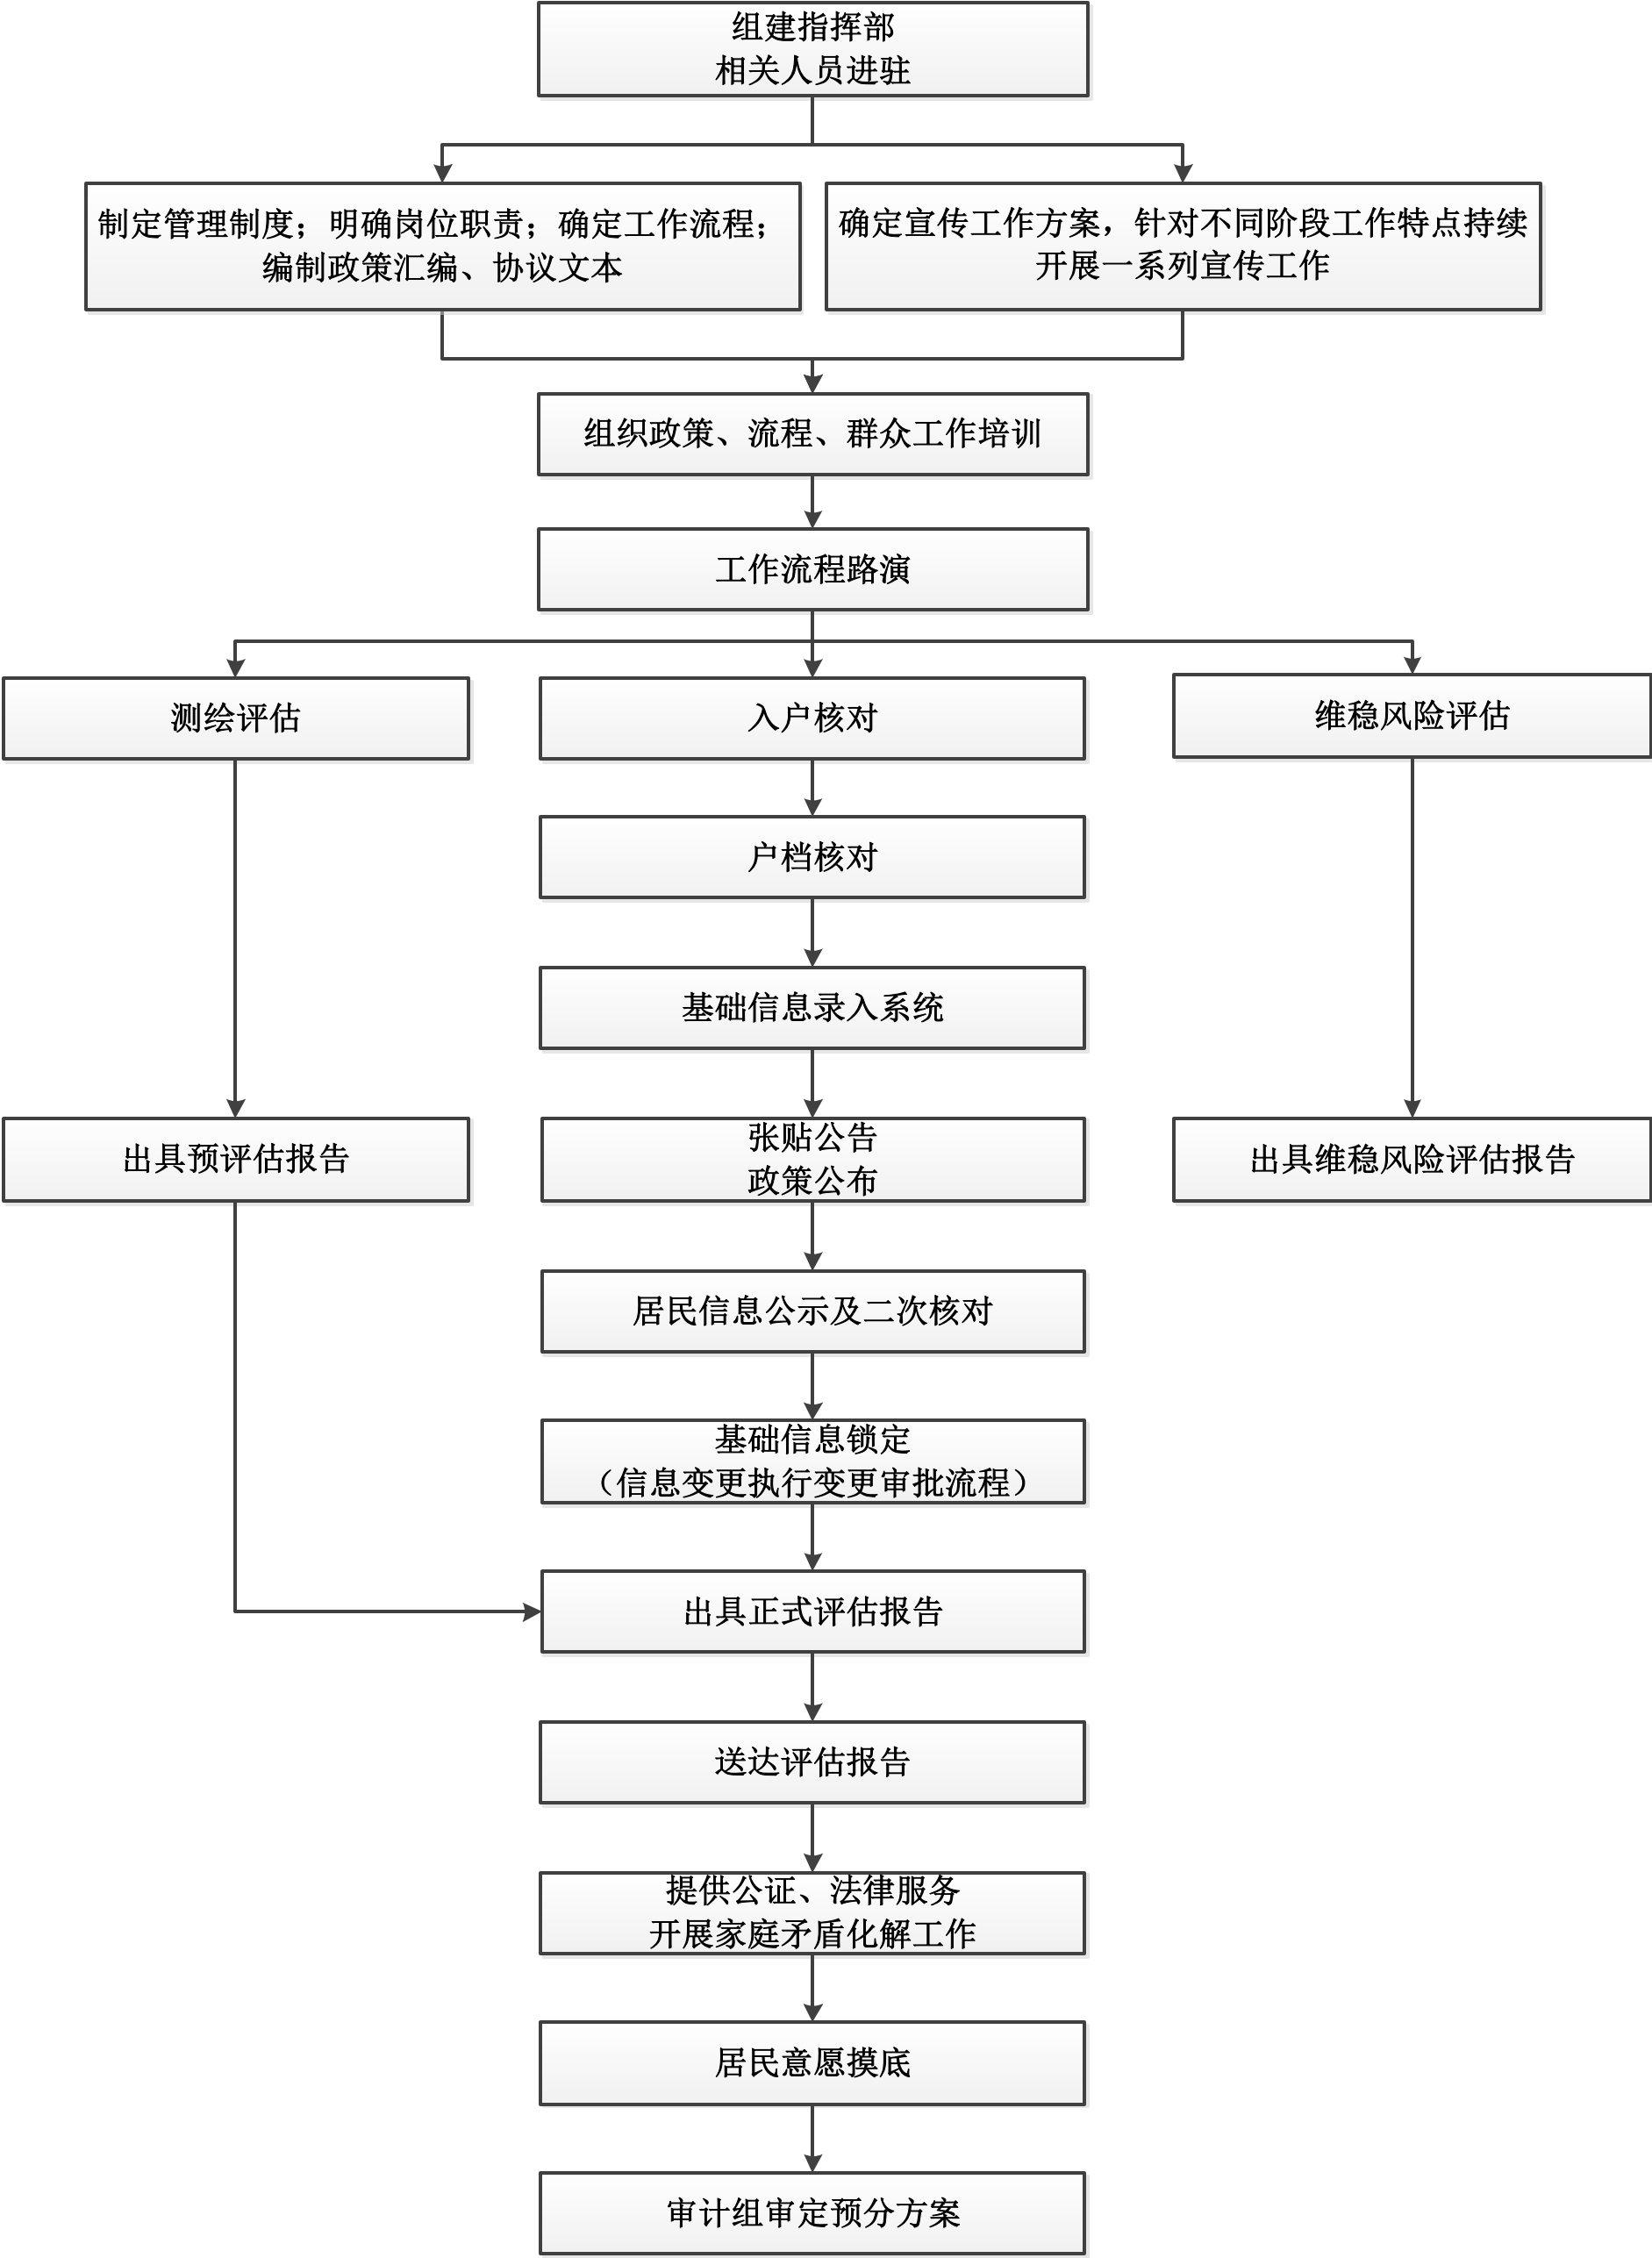 组建指挥部
相关人员进驻
制定管理制度；明确岗位职责；确定工作流程；
编制政策汇编、协议文本
确定宣传工作方案，针对不同阶段工作特点持续
开展一系列宣传工作
组织政策、流程、群众工作培训
工作流程路演
测绘评估
入户核对
维稳风险评估
户档核对
基础信息录入系统
出具预评估报告
张贴公告
政策公布
出具维稳风险评估报告
居民信息公示及二次核对
基础信息锁定
（信息变更执行变更审批流程）
出具正式评估报告
送达评估报告
提供公证、法律服务
开展家庭矛盾化解工作
居民意愿摸底
审计组审定预分方案